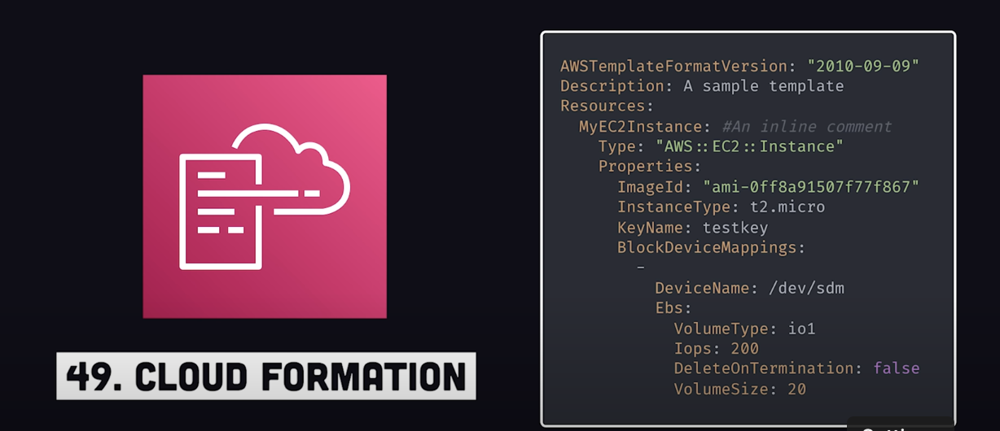 49. CLOUD FORMATION
AWSTemplateFormatVersion: "2010-09-09"
Description: A sample template
Resources:
  MyEC2Instance: #An inline comment
    Type: "AWS::EC2::Instance"
    Properties:
      ImageId: "ami-0ff8a91507f77f867"
      InstanceType: t2.micro
      KeyName: testkey
      BlockDeviceMappings:
        -
          DeviceName: /dev/sdm
          Ebs:
            VolumeType: io1
            Iops: 200
            DeleteOnTermination: false
            VolumeSize: 20